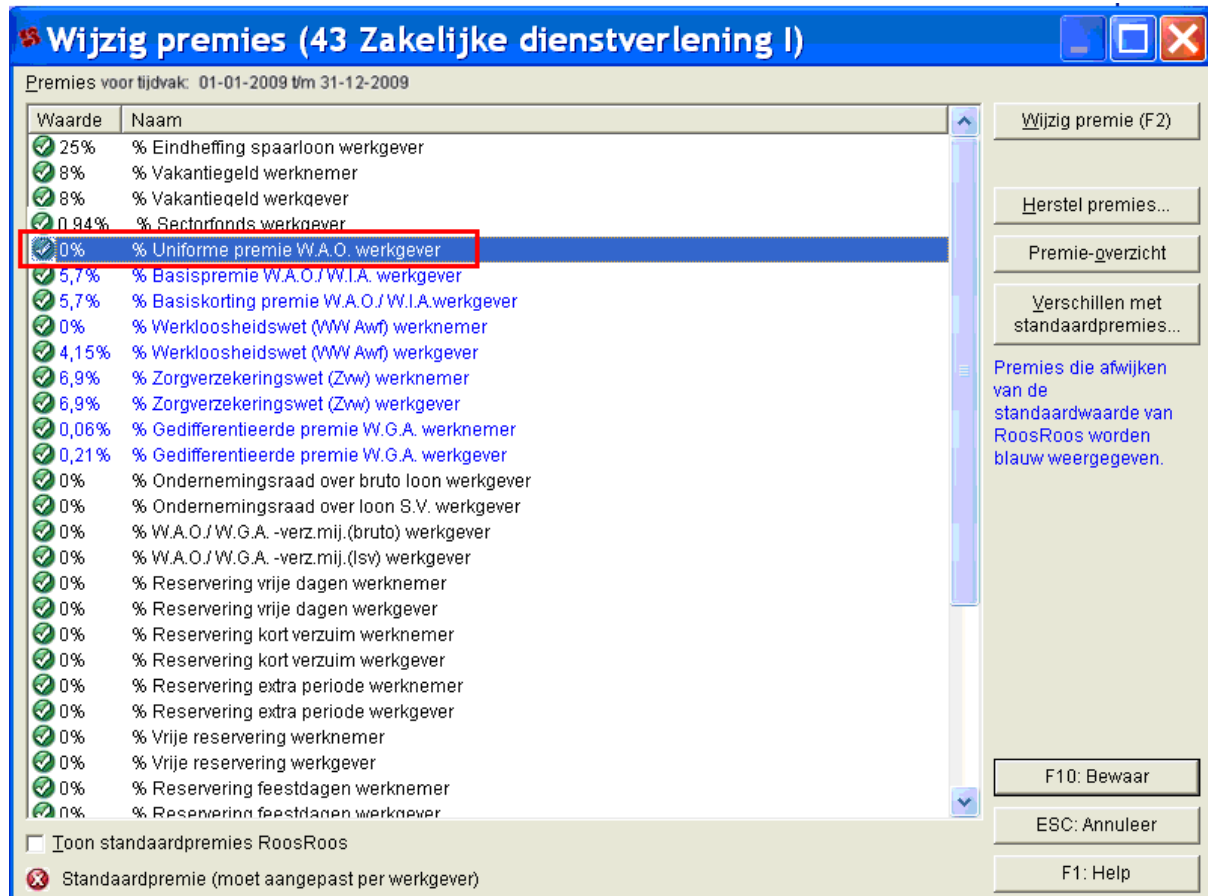 Wijzig premies (43 Zakelijke dienstverlening I)
Premies voor tijdvak: 01-01-2009 t/m 31-12-2009
Waarde Naam
25% % Eindheffing spaarloon werkgever
8% % Vakantiegeld werknemer
8% % Vakantiegeld werkgever
0,94% % Sectorfonds werkgever
0% % Uniforme premie W.A.O. werkgever
5,7% % Basispremie W.A.O./ W.I.A. werkgever
5,7% % Basiskorting premie W.A.O./ W.I.A.werkgever
0% % Werkloosheidswet (WW Awf) werknemer
4,15% % Werkloosheidswet (WW Awf) werkgever
6,9% % Zorgverzekeringswet (Zvw) werknemer
6,9% % Zorgverzekeringswet (Zvw) werkgever
0,06% % Gedifferentieerde premie W.G.A. werknemer
0,21% % Gedifferentieerde premie W.G.A. werkgever
0% % Ondernemingsraad over bruto loon werkgever
0% % Ondernemingsraad over loon S.V. werkgever
0% % W.A.O./ W.G.A. -verz.mij.(bruto) werkgever
0% % W.A.O./ W.G.A. -verz.mij.(lsv) werkgever
0% % Reservering vrije dagen werknemer
0% % Reservering vrije dagen werkgever
0% % Reservering kort verzuim werknemer
0% % Reservering kort verzuim werkgever
0% % Reservering extra periode werknemer
0% % Reservering extra periode werkgever
0% % Vrije reservering werknemer
0% % Vrije reservering werkgever
0% % Reservering feestdagen werknemer
0% % Reservering feestdagen werkgever
Toon standaardpremies RoosRoos
Standaardpremie (moet aangepast per werkgever)
Wijzig premie (F2)
Herstel premies...
Premie-overzicht
Verschillen met
standaardpremies...
Premies die afwijken
van de
standaardwaarde van
RoosRoos worden
blauw weergegeven.
F10: Bewaar
ESC: Annuleer
F1: Help